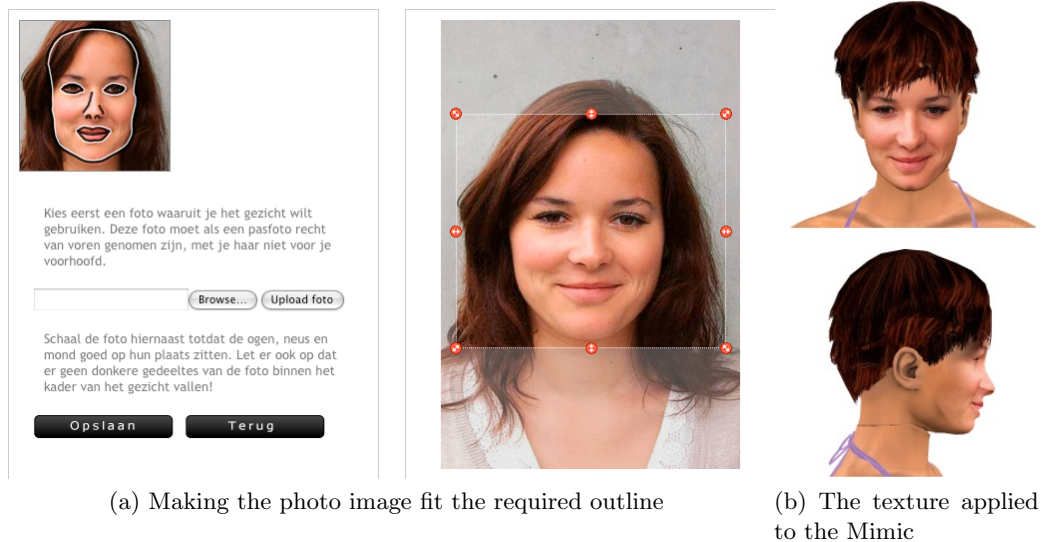 Kies eerst een foto waaruit je het gezicht wilt
gebruiken. Deze foto moet als een pasfoto recht
van voren genomen zijn, met je haar niet voor je
voorhoofd.
Browse... Upload foto
Schaal de foto hiernaast totdat de ogen, neus en
mond goed op hun plaats zitten. Let er ook op dat
er geen donkere gedeeltes van de foto binnen het
kader van het gezicht vallen!
Opslaan Terug
(a) Making the photo image fit the required outline
(b) The texture applied
to the Mimic